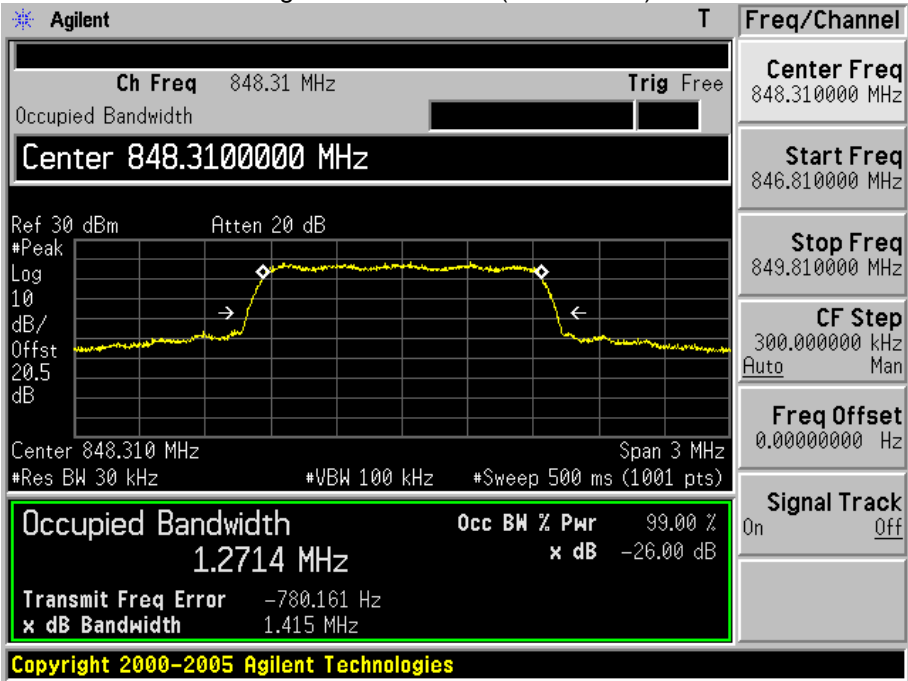 Agilent T
Ch Freq 848.31 MHz Trig Free
Occupied Bandwidth
Center 848.3100000 MHz
Ref 30 dBm Atten 20 dB
#Peak
Log
10
dB/
Offst
20.5
dB
Center 848.310 MHz Span 3 MHz
#Res BW 30 kHz #VBW 100 kHz #Sweep 500 ms (1001 pts)
Occupied Bandwidth Occ BW % Pwr 99.00 %
1.2714 MHz x dB -26.00 dB
Transmit Freq Error -780.161 Hz
x dB Bandwidth 1.415 MHz
Copyright 2000-2005 Agilent Technologies
Freq/Channel
Center Freq
848.310000 MHz
Start Freq
846.810000 MHz
Stop Freq
849.810000 MHz
CF Step
300.000000 kHz
Auto Man
Freq Offset
0.00000000 Hz
Signal Track
On Off